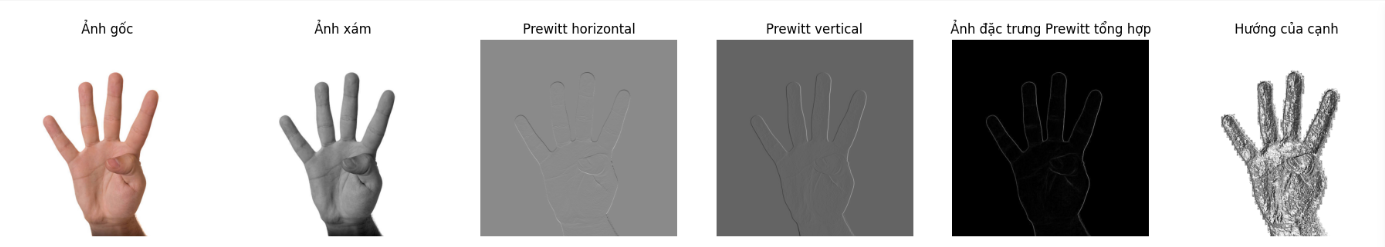 Ảnh gốc
Ảnh xám
Prewitt horizontal
Prewitt vertical
Ảnh đặc trưng Prewitt tổng hợp
Hướng của cạnh